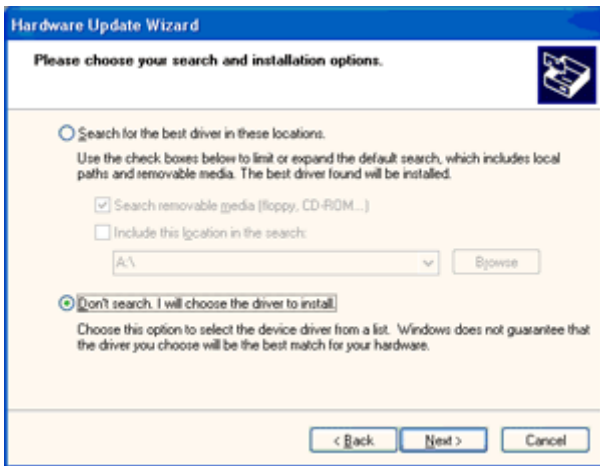 Hardware Update Wizard
Please choose your search and installation options.
Search for the best driver in these locations.
Use the check boxes below to limit or expand the default search, which includes local
paths and removable media. The best driver found will be installed.
Search removable media (floppy, CD-ROM...)
Include this location in the search:
A:\
Browse
Don't search. I will choose the driver to install.
Choose this option to select the device driver from a list. Windows does not guarantee that
the driver you choose will be the best match for your hardware.
< Back Next > Cancel